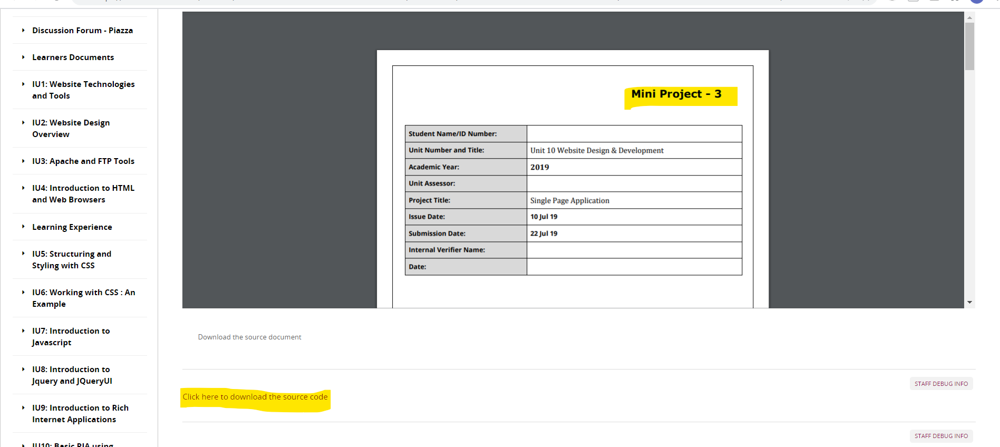 Discussion Forum - Piazza
Learners Documents
IU1: Website Technologies
and Tools
IU2: Website Design
Overview
IU3: Apache and FTP Tools
IU4: Introduction to HTML
and Web Browsers
Learning Experience
IU5: Structuring and
Styling with CSS
IU6: Working with CSS : An
Example
IU7: Introduction to
Javascript
IU8: Introduction to
Jquery and JQueryUI
IU9: Introduction to Rich
Internet Applications
IU10: Basic RIA using
Mini Project - 3
Student Name/ID Number:
Unit Number and Title: Unit 10 Website Design & Development
Academic Year: 2019
Unit Assessor:
Project Title: Single Page Application
Issue Date: 10 Jul 19
Submission Date: 22 Jul 19
Internal Verifier Name:
Date:
Download the source document
STAFF DEBUG INFO
Click here to download the source code
STAFF DEBUG INFO